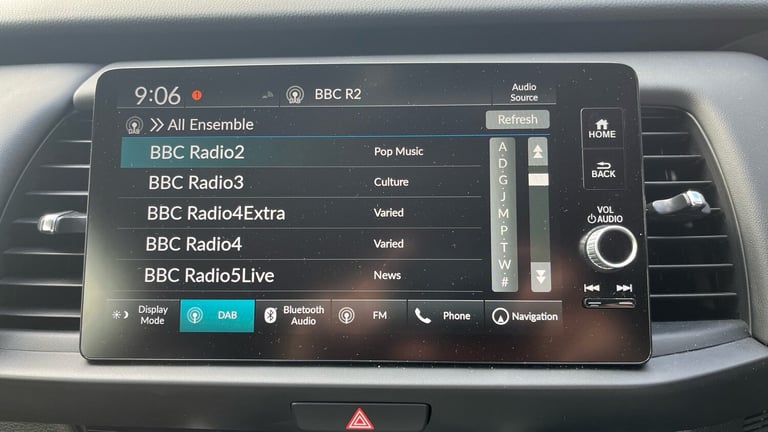 9:06 BBC R2 Audio Source
DAB All Ensemble Refresh
BBC Radio2 Pop Music
BBC Radio3 Culture
BBC Radio4Extra Varied
BBC Radio4 Varied
BBC Radio5Live News
A
D
G
J
M
P
T
W
#
Display Mode
DAB
Bluetooth Audio
FM
Phone
Navigation
HOME
BACK
VOL
AUDIO